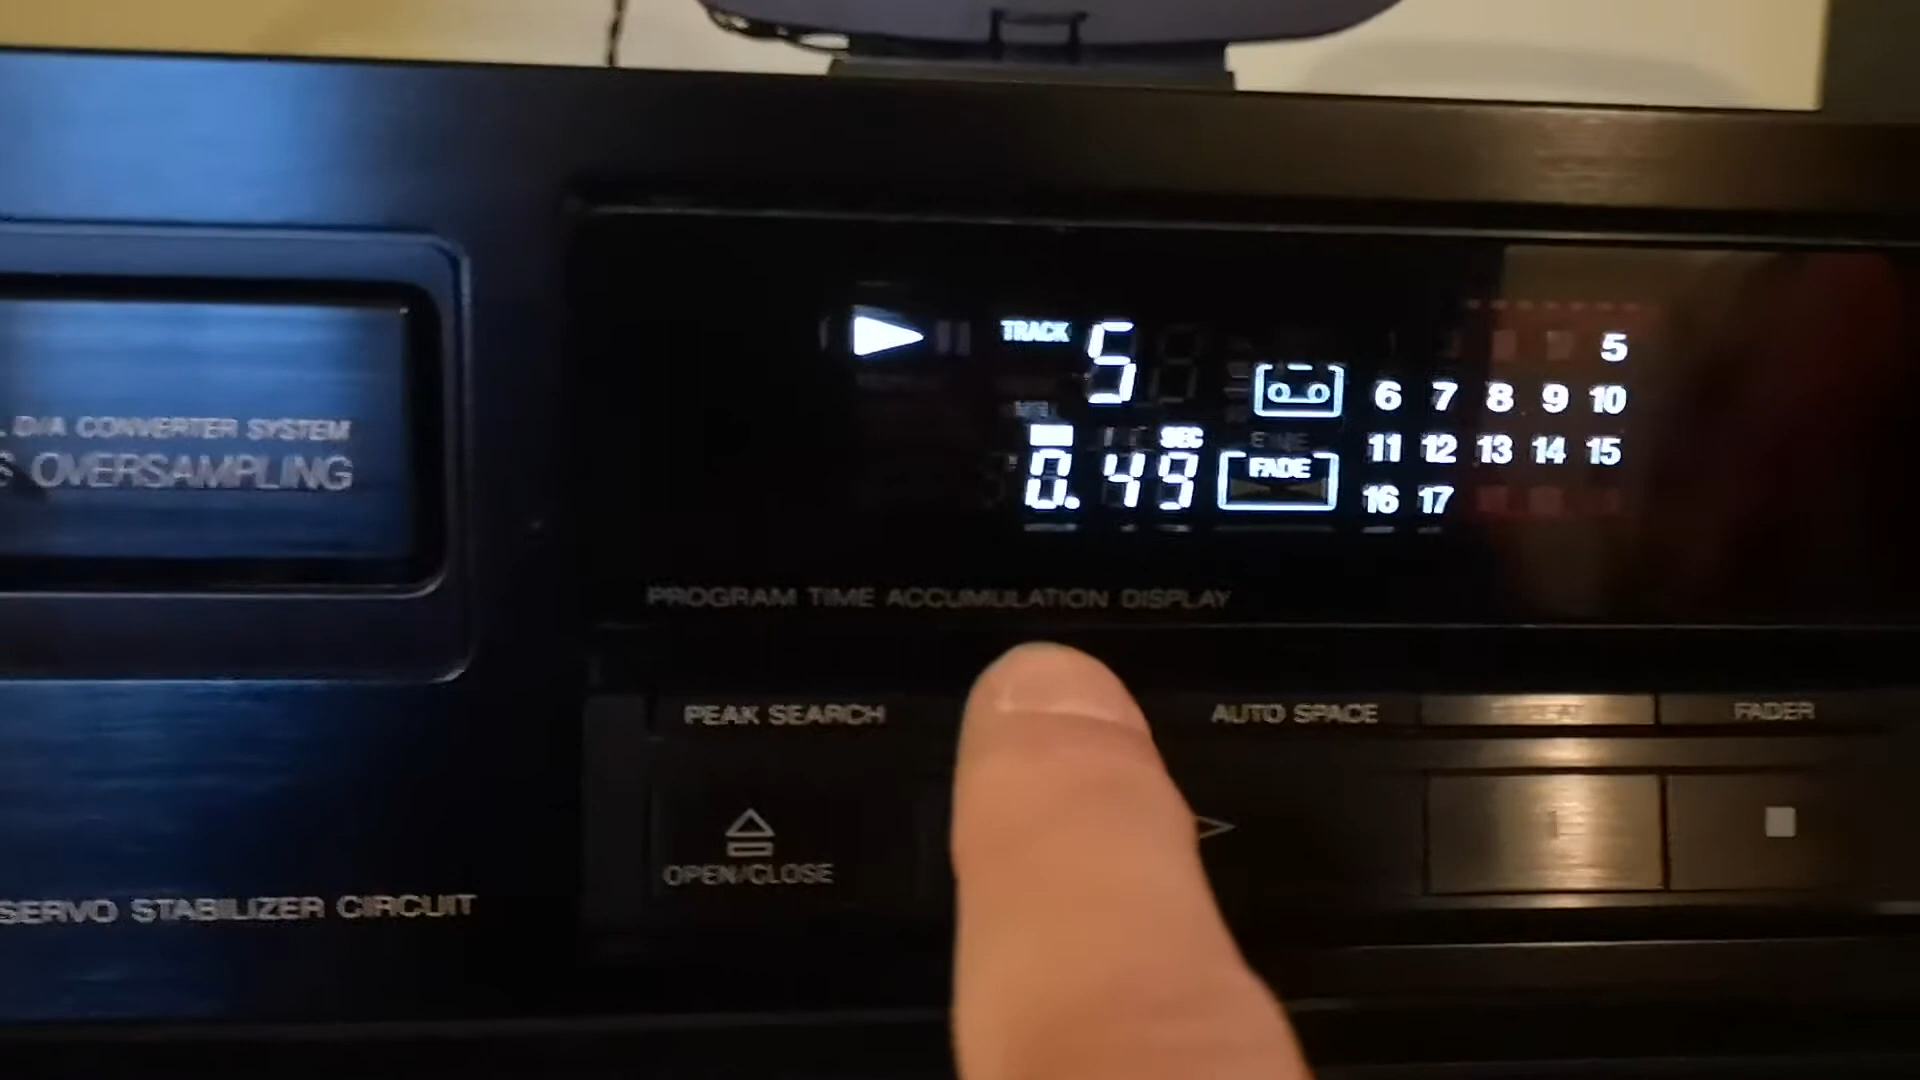 D/A CONVERTER SYSTEM
OVERSAMPLING
SERVO STABILIZER CIRCUIT
TRACK 5
SEC
0.49
FADE
5
6 7 8 9 10
11 12 13 14 15
16 17
PROGRAM TIME ACCUMULATION DISPLAY
PEAK SEARCH
AUTO SPACE
FADER
OPEN/CLOSE